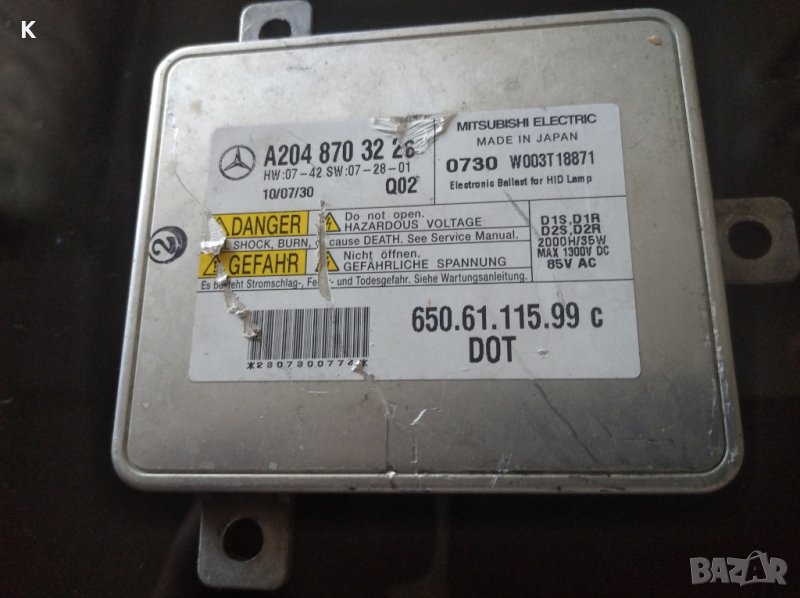 K
A204 870 32 26
HW:07-42 SW:07-28-01
10/07/30 Q02
MITSUBISHI ELECTRIC
MADE IN JAPAN
0730 W003T18871
Electronic Ballast for HID Lamp
DANGER
Do not open.
HAZARDOUS VOLTAGE
SHOCK, BURN, cause DEATH. See Service Manual.
GEFAHR
Nicht öffnen.
GEFÄHRLICHE SPANNUNG
Es besteht Stromschlag-, Feuer- und Todesgefahr. Siehe Wartungsanleitung.
D1S,D1R
D2S,D2R
2000H/35W
MAX 1300V DC
85V AC
2
*2307300774*
650.61.115.99 c
DOT
BAZAR